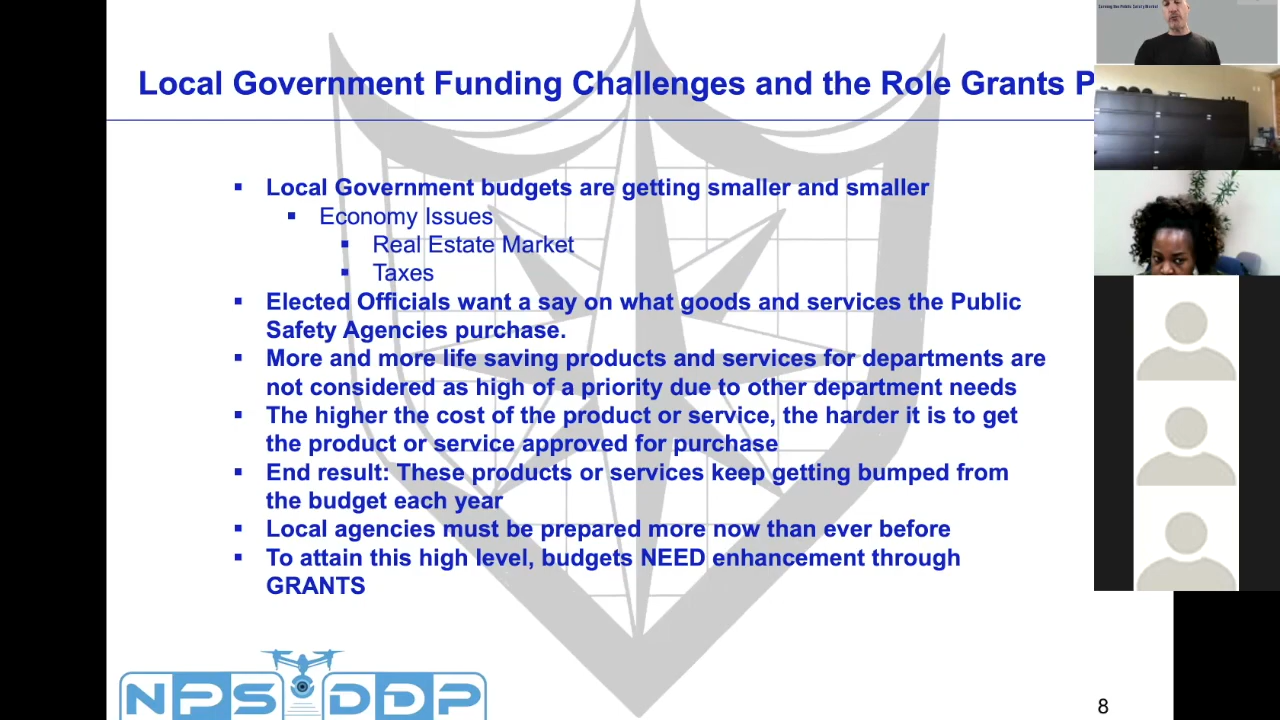 Local Government Funding Challenges and the Role Grants P
▪ Local Government budgets are getting smaller and smaller
▪ Economy Issues
▪ Real Estate Market
▪ Taxes
▪ Elected Officials want a say on what goods and services the Public
Safety Agencies purchase.
▪ More and more life saving products and services for departments are
not considered as high of a priority due to other department needs
▪ The higher the cost of the product or service, the harder it is to get
the product or service approved for purchase
▪ End result: These products or services keep getting bumped from
the budget each year
▪ Local agencies must be prepared more now than ever before
▪ To attain this high level, budgets NEED enhancement through
GRANTS
NPS DDP
8